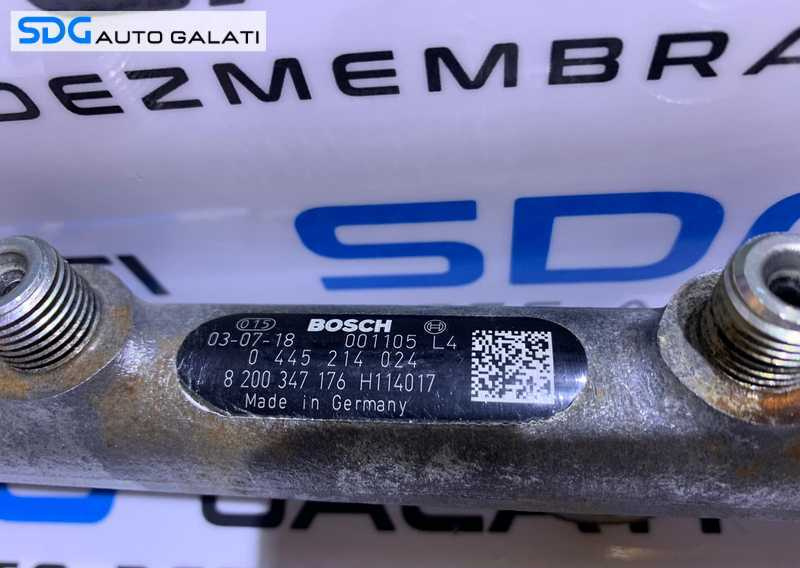 SDG AUTO GALATI
DEZMEMBRA
SDG
015 BOSCH
03-07-18 001105 L4
0 445 214 024
8 200 347 176 H114017
Made in Germany
GALATI